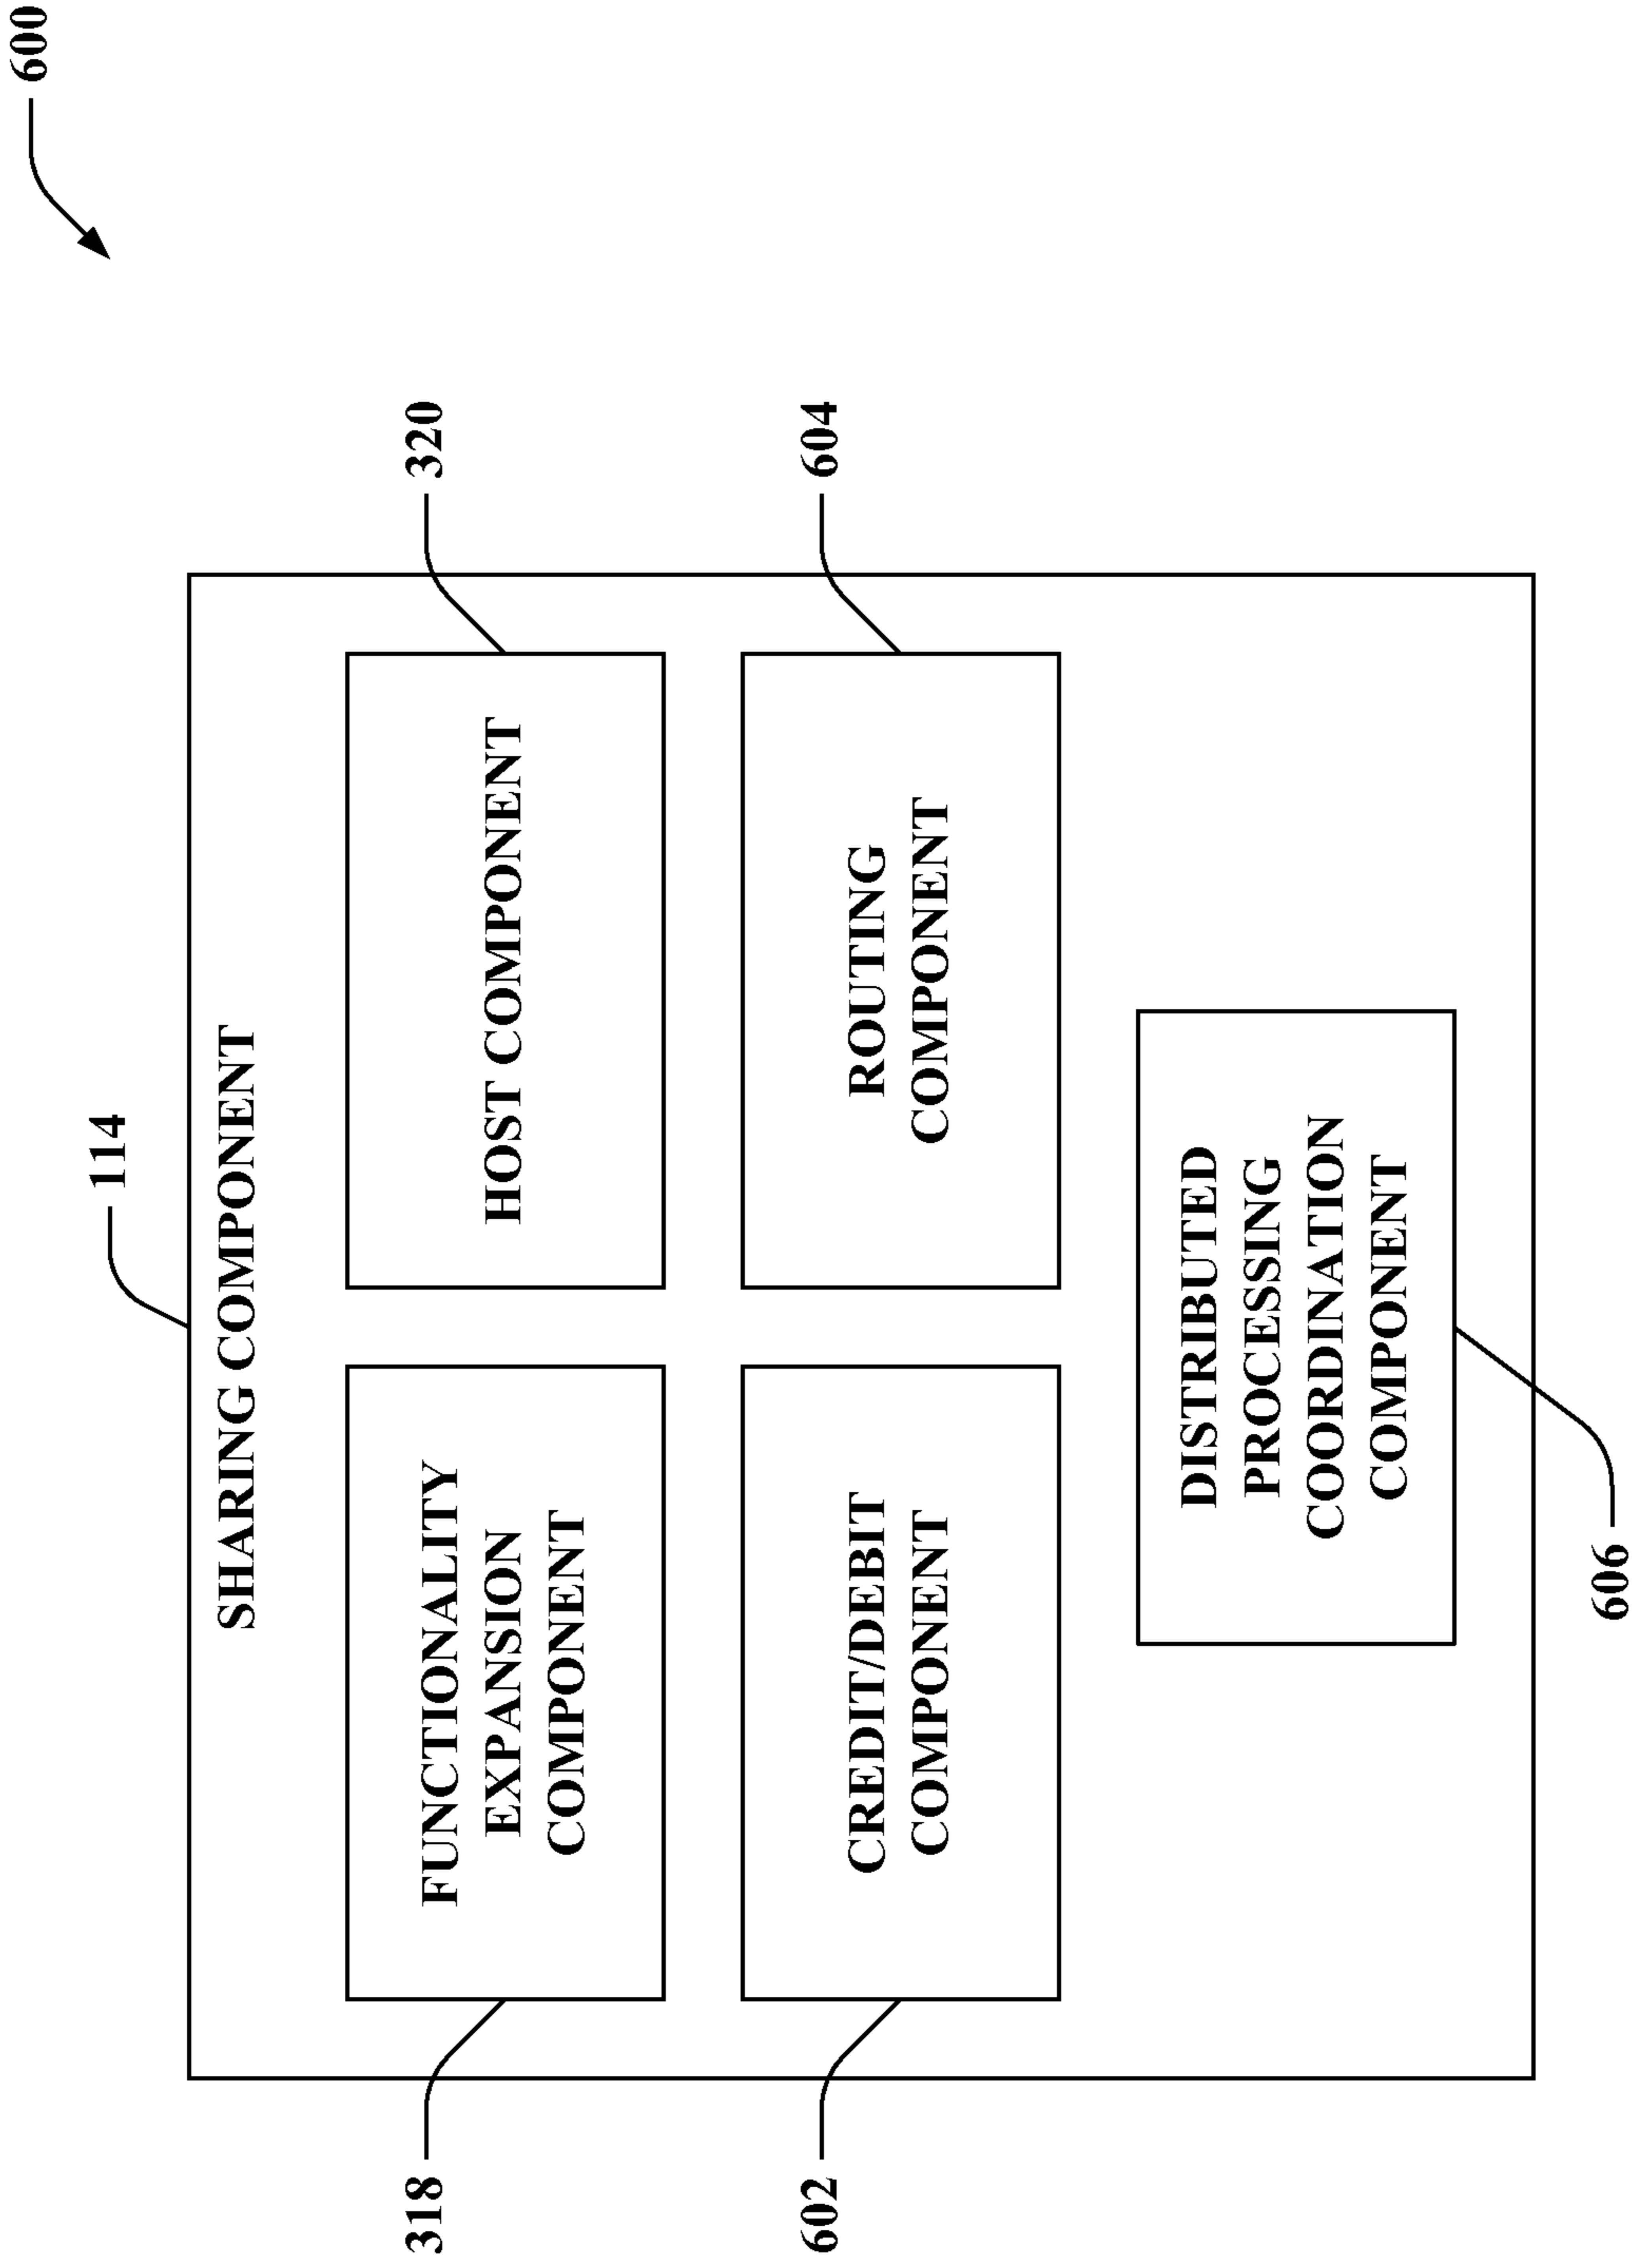 600
114
SHARING COMPONENT
318
FUNCTIONALITY
EXPANSION
COMPONENT
HOST COMPONENT
320
602
CREDIT/DEBIT
COMPONENT
ROUTING
COMPONENT
604
DISTRIBUTED
PROCESSING
COORDINATION
COMPONENT
606